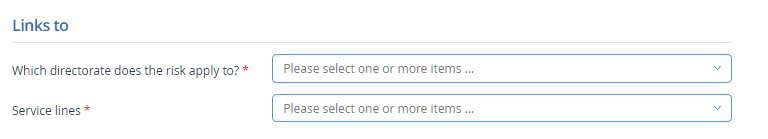 Links to
Which directorate does the risk apply to? * Please select one or more items ...
Service lines * Please select one or more items ...